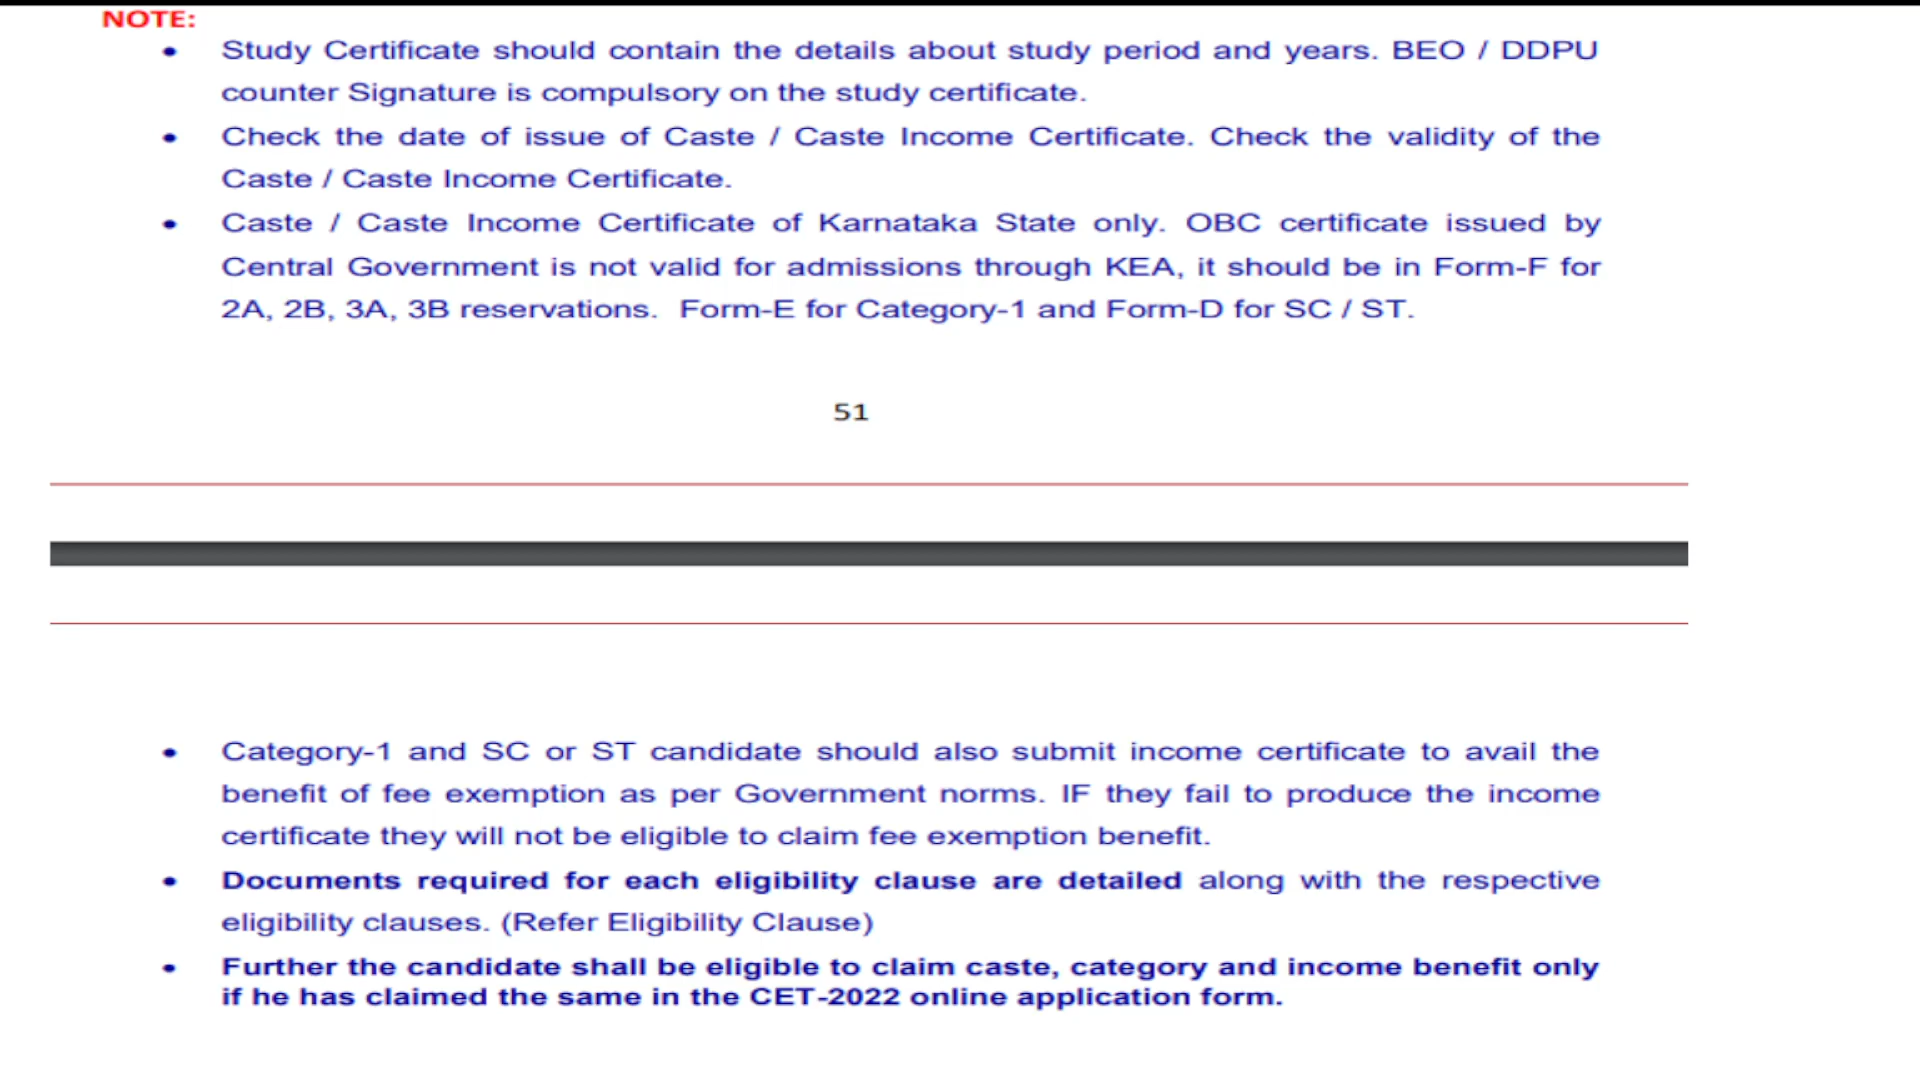 NOTE:
• Study Certificate should contain the details about study period and years. BEO / DDPU
counter Signature is compulsory on the study certificate.
• Check the date of issue of Caste / Caste Income Certificate. Check the validity of the
Caste / Caste Income Certificate.
• Caste / Caste Income Certificate of Karnataka State only. OBC certificate issued by
Central Government is not valid for admissions through KEA, it should be in Form-F for
2A, 2B, 3A, 3B reservations. Form-E for Category-1 and Form-D for SC / ST.
51
• Category-1 and SC or ST candidate should also submit income certificate to avail the
benefit of fee exemption as per Government norms. IF they fail to produce the income
certificate they will not be eligible to claim fee exemption benefit.
• Documents required for each eligibility clause are detailed along with the respective
eligibility clauses. (Refer Eligibility Clause)
• Further the candidate shall be eligible to claim caste, category and income benefit only
if he has claimed the same in the CET-2022 online application form.